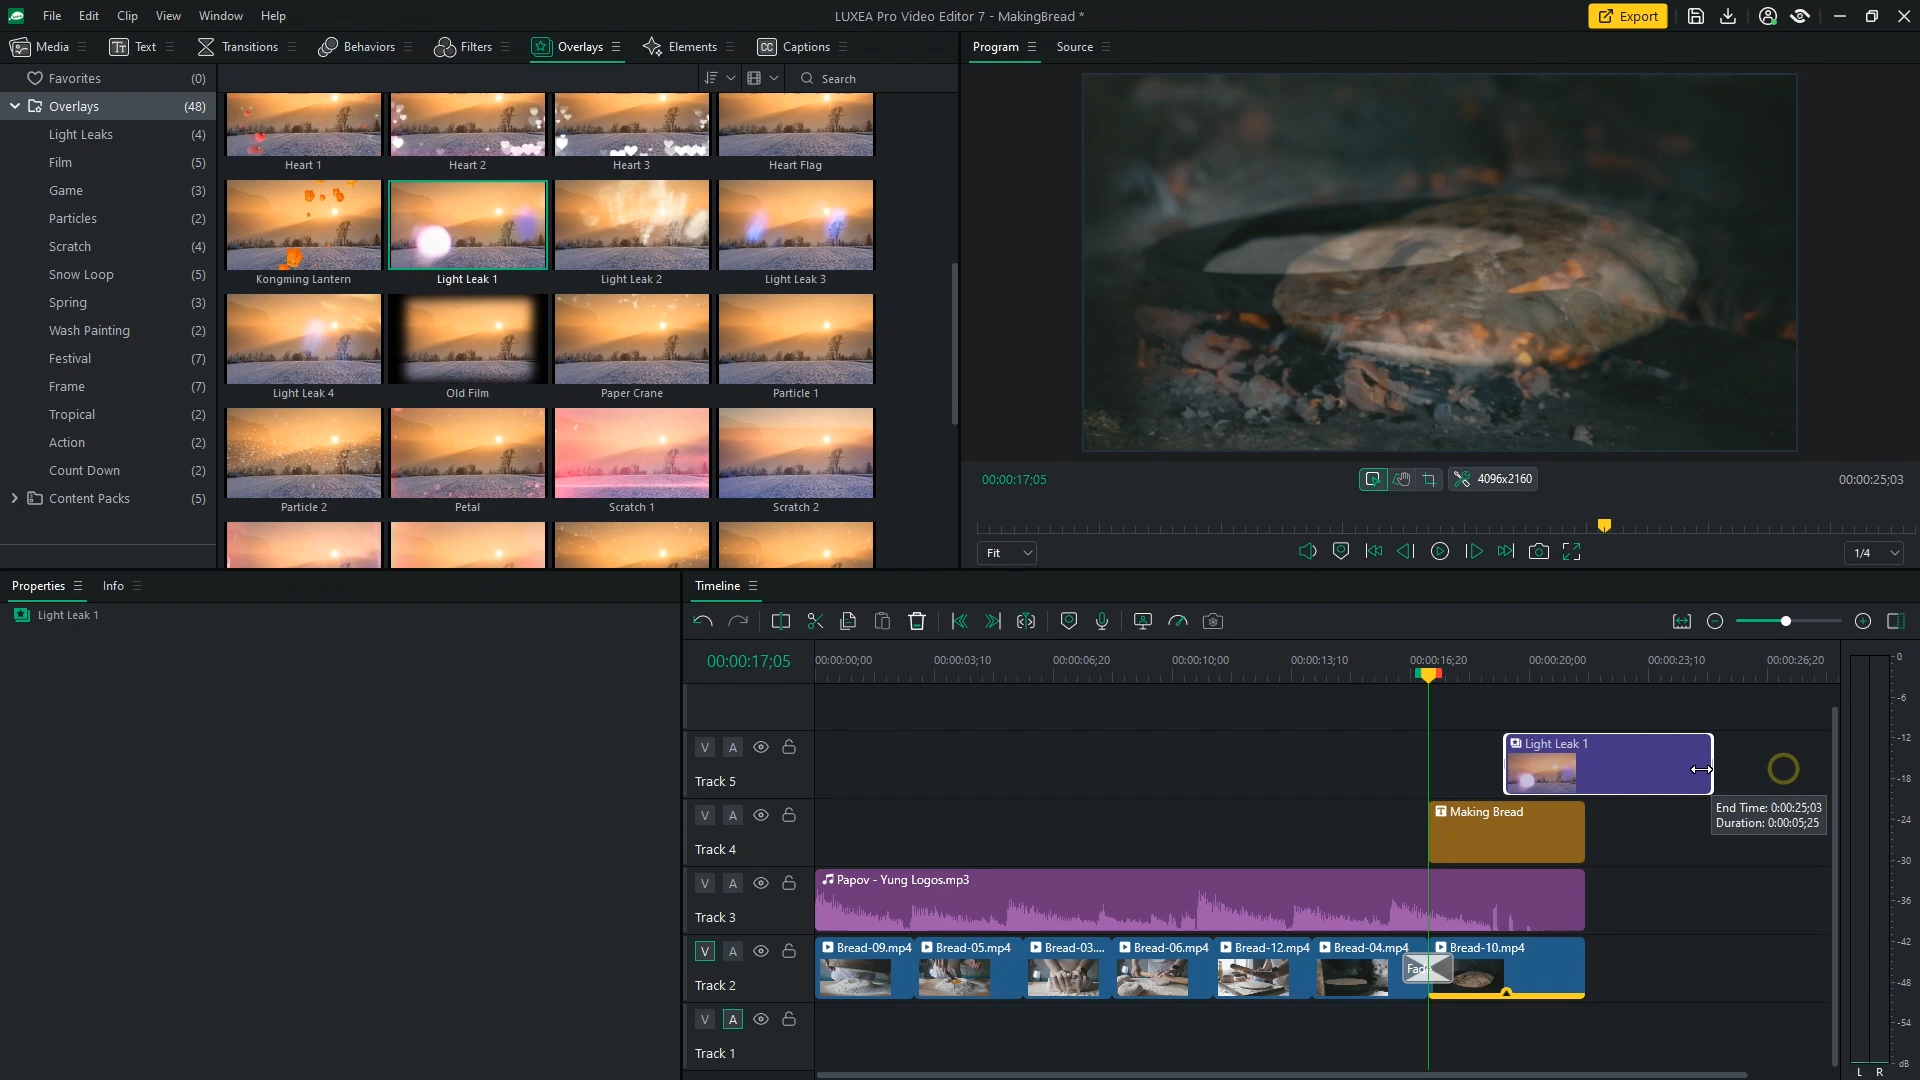 File Edit Clip View Window Help
LUXEA Pro Video Editor 7 - MakingBread *
Export
Media Text Transitions Behaviors Filters Overlays Elements CC Captions
Program Source
Favorites (0)
Search
Overlays (48)
Light Leaks (4)
Film (5)
Game (3)
Particles (2)
Scratch (4)
Snow Loop (5)
Spring (3)
Wash Painting (2)
Festival (7)
Frame (7)
Tropical (2)
Action (2)
Count Down (2)
Content Packs (5)
Heart 1 Heart 2 Heart 3 Heart Flag
Kongming Lantern Light Leak 1 Light Leak 2 Light Leak 3
Light Leak 4 Old Film Paper Crane Particle 1
Particle 2 Petal Scratch 1 Scratch 2
00:00:17;05 4096x2160 00:00:25;03
Fit 1/4
Properties Info
Light Leak 1
Timeline
00:00:17;05
00:00:00;00 00:00:03;10 00:00:06;20 00:00:10;00 00:00:13;10 00:00:16;20 00:00:20;00 00:00:23;10 00:00:26;20
V A
Track 5
Light Leak 1
End Time: 0:00:25;03
Duration: 0:00:05;25
V A
Track 4
T Making Bread
V A
Track 3
Papov - Yung Logos.mp3
V A
Track 2
Bread-09.mp4 Bread-05.mp4 Bread-03.... Bread-06.mp4 Bread-12.mp4 Bread-04.mp4 Bread-10.mp4
V A
Track 1
-0
-6
-12
-18
-24
-30
-36
-42
-48
-54
dB
L R